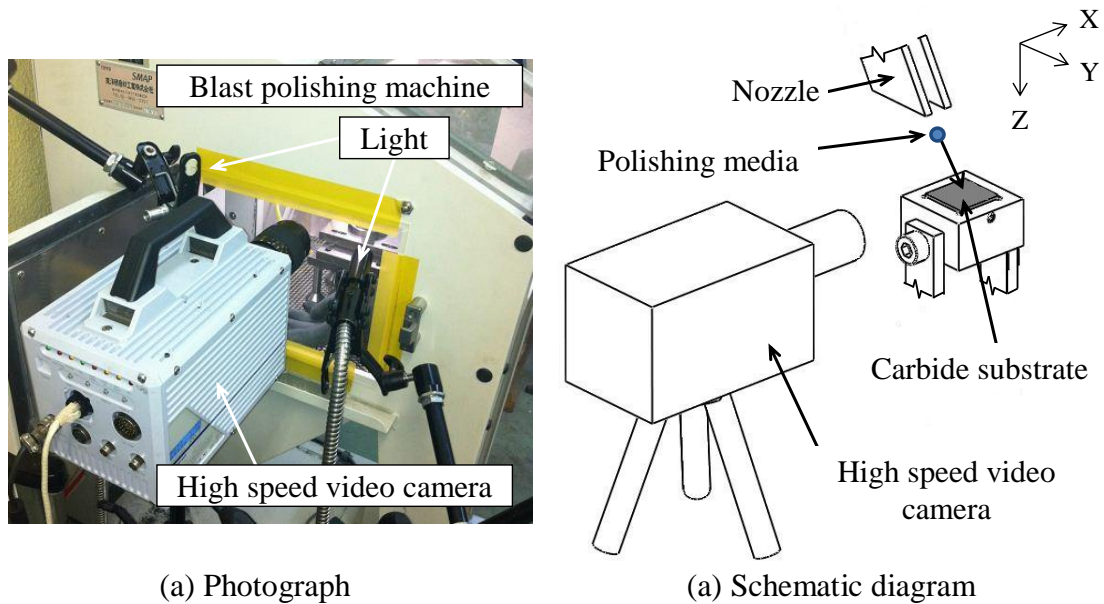 SMAP
Blast polishing machine
Light
High speed video camera
(a) Photograph
X
Y
Z
Nozzle
Polishing media
Carbide substrate
High speed video
camera
(a) Schematic diagram